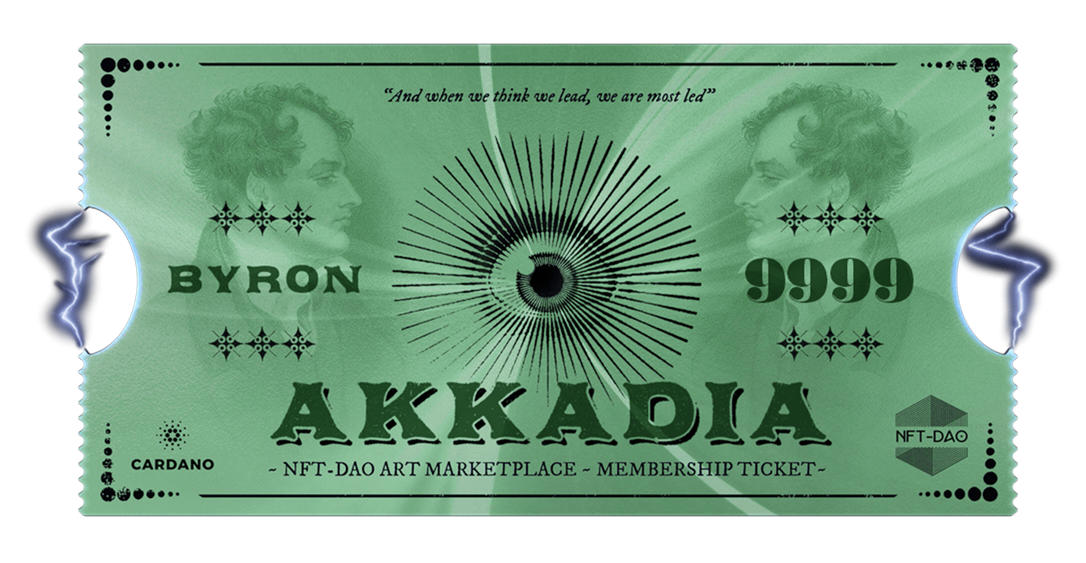 “And when we think we lead, we are most led”
BYRON
9999
AKKADIA
CARDANO
~ NFT-DAO ART MARKETPLACE ~ MEMBERSHIP TICKET~
NFT-DAO